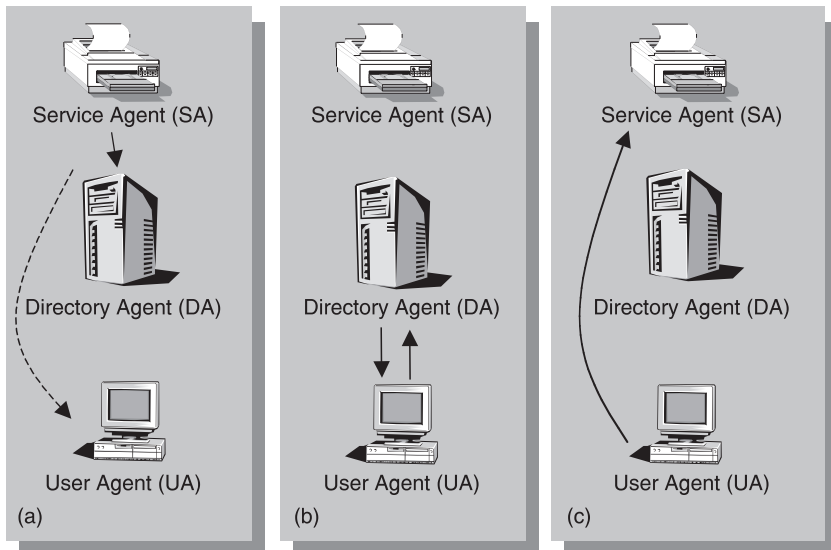 Service Agent (SA)
Directory Agent (DA)
User Agent (UA)
(a)
Service Agent (SA)
Directory Agent (DA)
User Agent (UA)
(b)
Service Agent (SA)
Directory Agent (DA)
User Agent (UA)
(c)